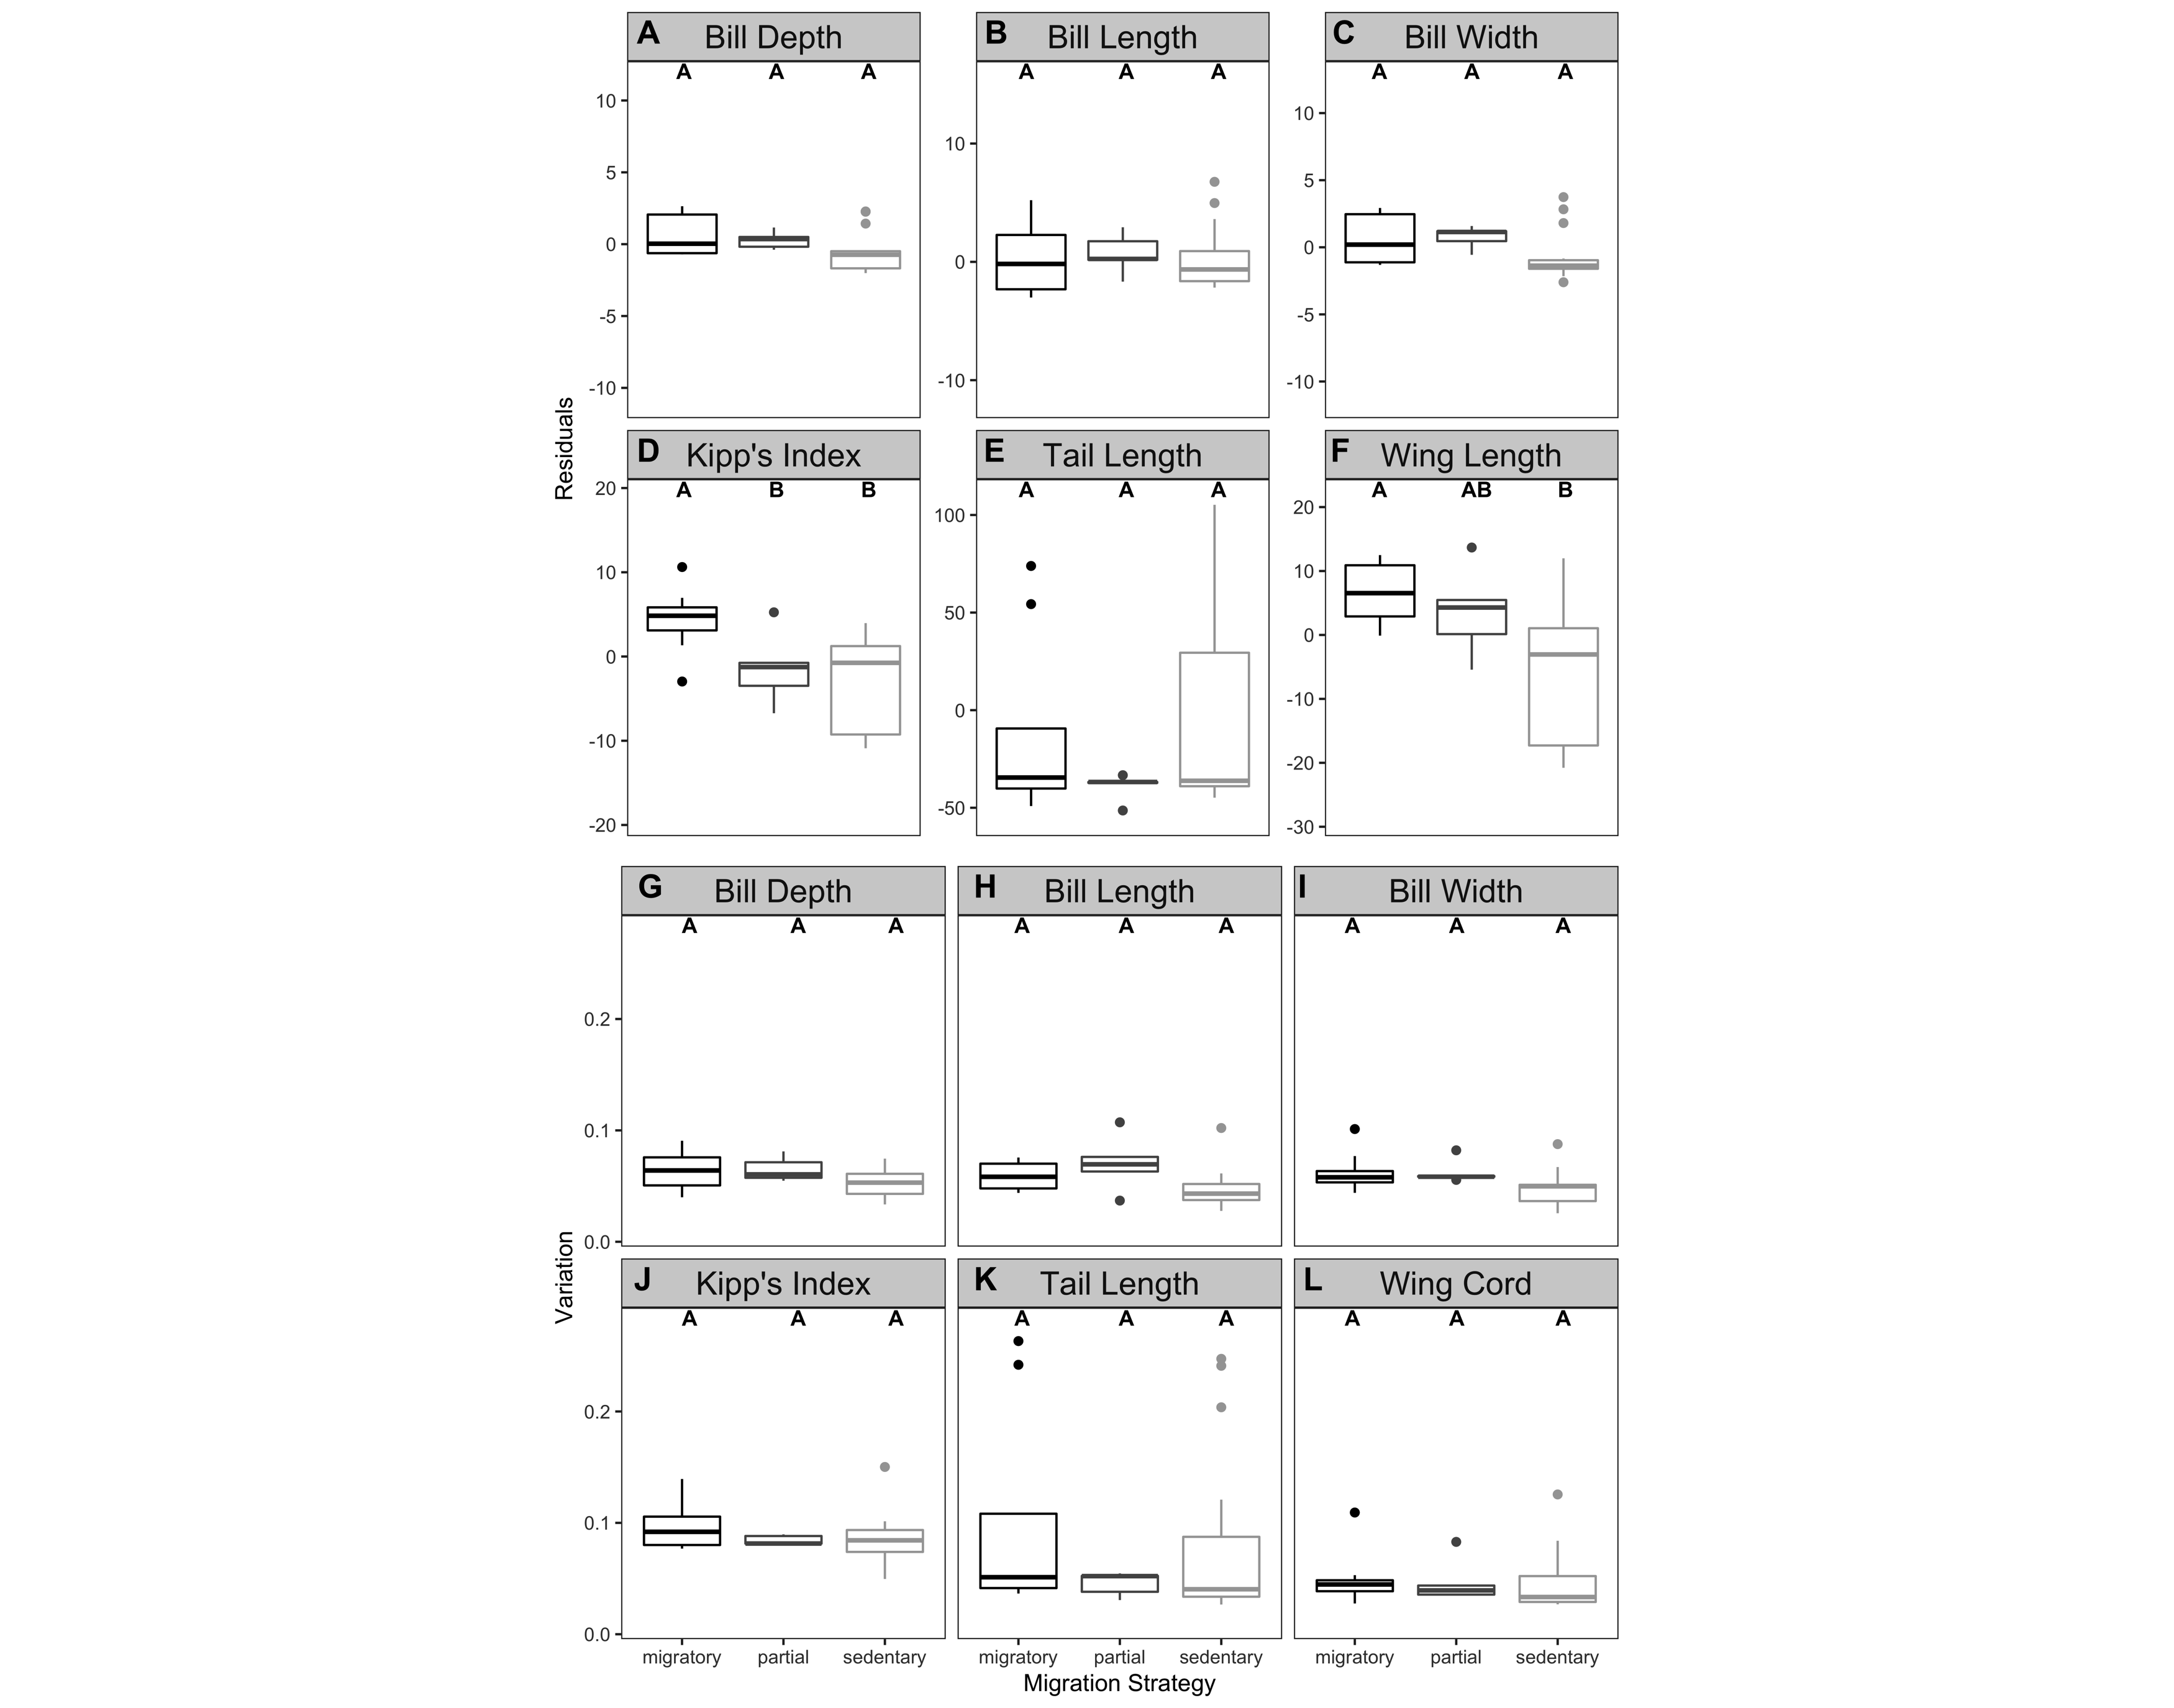 A Bill Depth
B Bill Length
C Bill Width
A A A
A A A
A A A
10
5
0
-5
-10
10
0
-10
10
5
0
-5
-10
Residuals
D Kipp's Index
E Tail Length
F Wing Length
A B B
A A A
A AB B
20
10
0
-10
-20
100
50
0
-50
20
10
0
-10
-20
-30
G Bill Depth
H Bill Length
I Bill Width
A A A
A A A
A A A
0.2
0.1
0.0
Variation
J Kipp's Index
K Tail Length
L Wing Cord
A A A
A A A
A A A
0.2
0.1
0.0
migratory partial sedentary
migratory partial sedentary
migratory partial sedentary
Migration Strategy